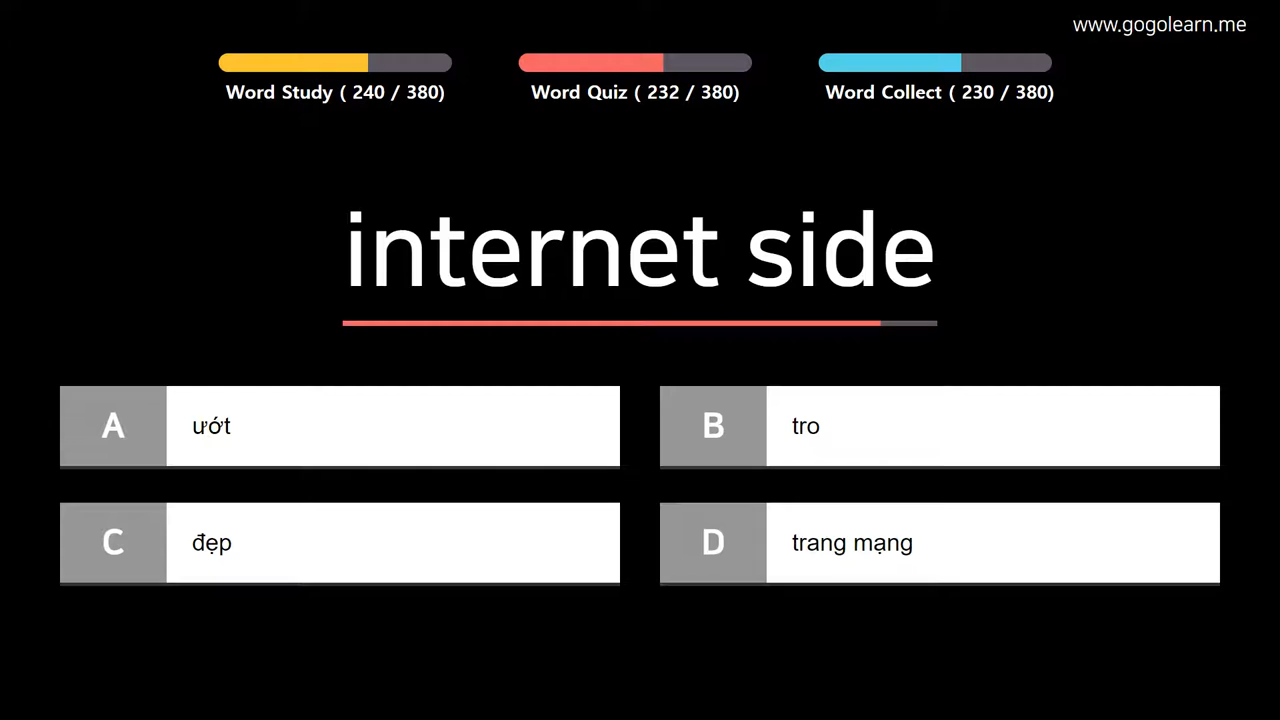 www.gogolearn.me
Word Study ( 240 / 380)
Word Quiz ( 232 / 380)
Word Collect ( 230 / 380)
internet side
A ướt
B tro
C đẹp
D trang mạng